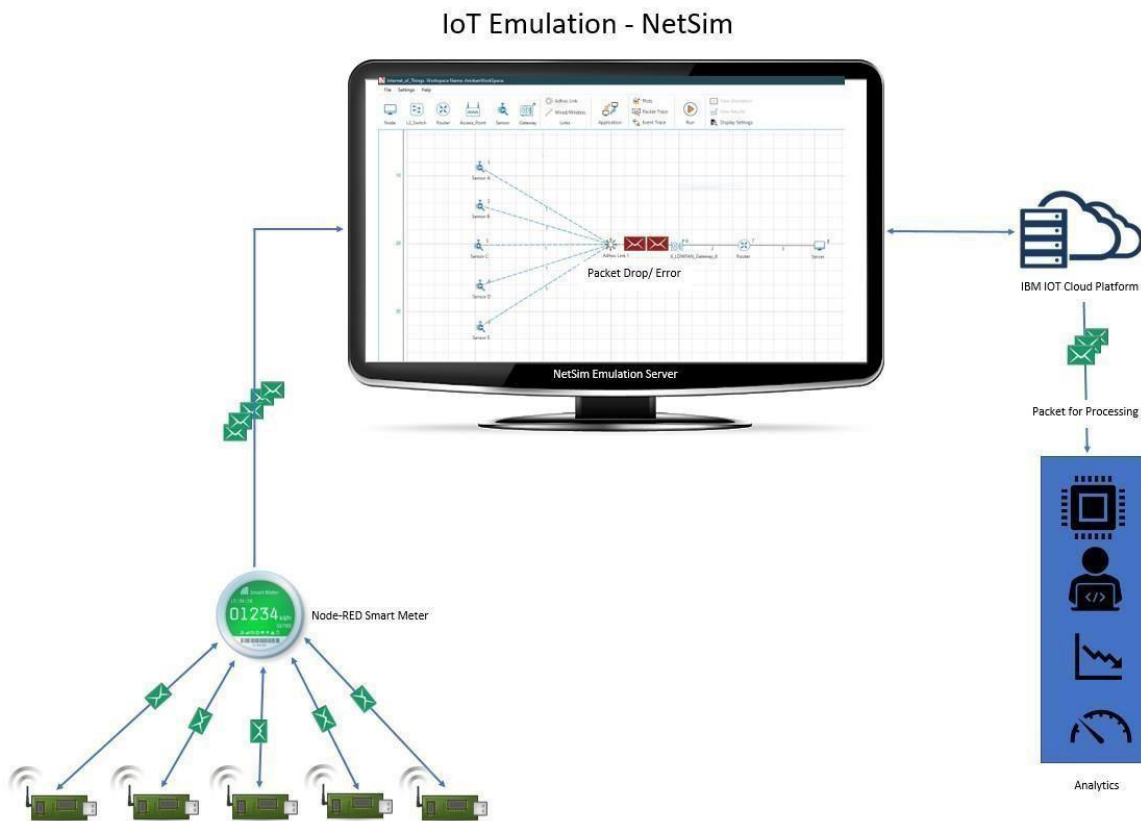 IoT Emulation - NetSim
Internet_of_Things Workspace Name:
File Settings Help
Adhoc Link
Wired/Wireless
Plots
Packet Trace
Event Trace
Display Settings
Node L2_Switch Router Access_Point Sensor Gateway Links Application Run
Sensor A
Sensor B
Sensor C
Sensor D
Sensor E
Adhoc Link 1
Router
Server
Packet Drop/ Error
NetSim Emulation Server
IBM IOT Cloud Platform
Packet for Processing
Smart Meter
01234 kWh
Node-RED Smart Meter
Analytics